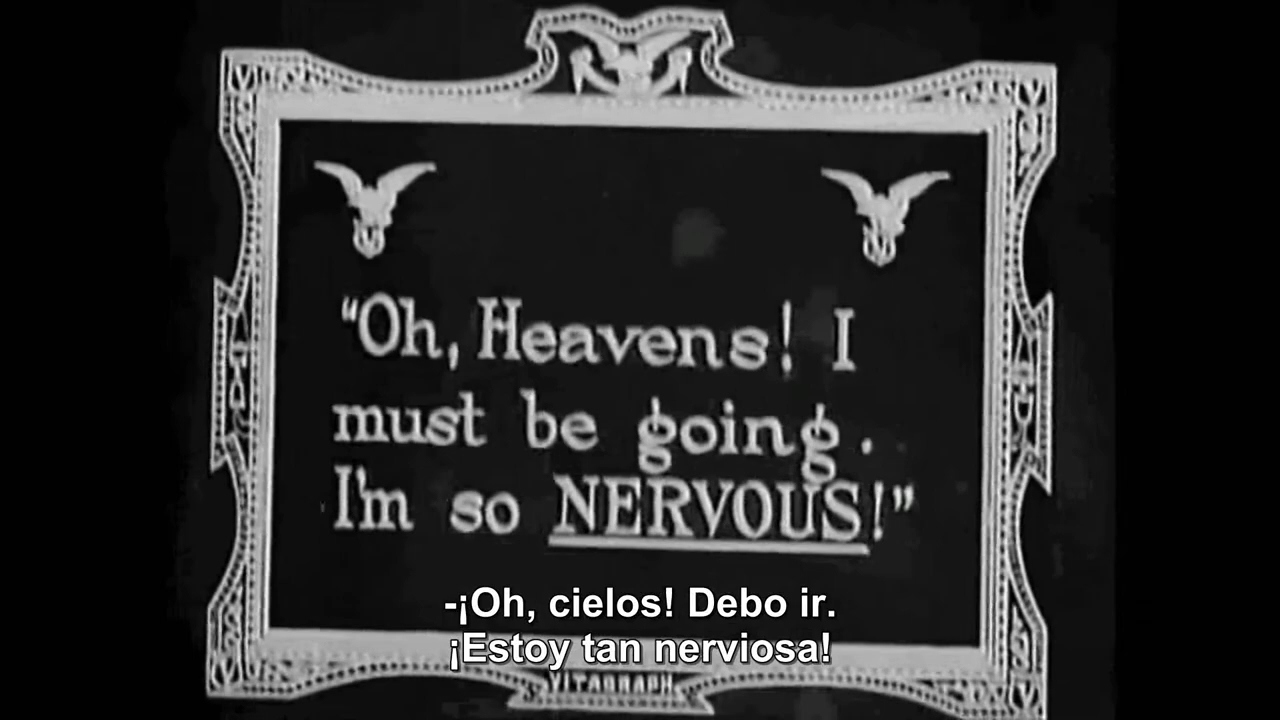 “Oh, Heavens! I
must be going.
I'm so NERVOUS!”
-¡Oh, cielos! Debo ir.
¡Estoy tan nerviosa!
VITAGRAPH